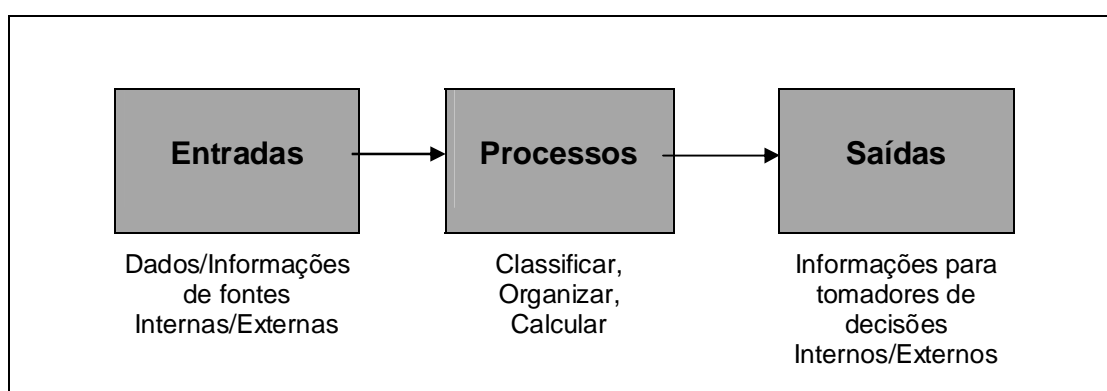 Entradas
Processos
Saídas
Dados/Informações
de fontes
Internas/Externas
Classificar,
Organizar,
Calcular
Informações para
tomadores de
decisões
Internos/Externos